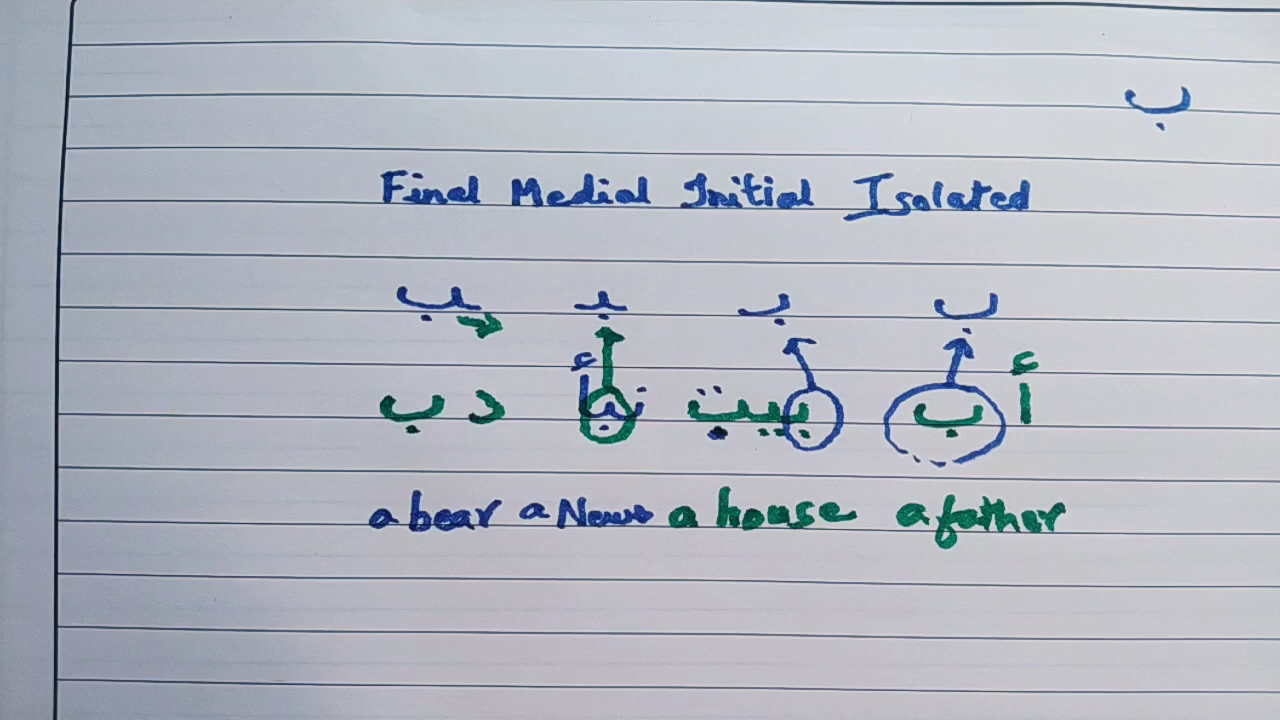 ب
Final Medial Initial Isolated
ب بـ ـبـ ـب
أب بيت نبأ دب
a bear a News a house a father